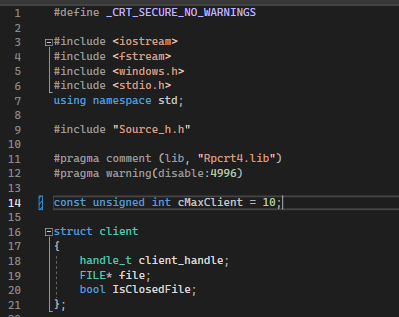 1 #define _CRT_SECURE_NO_WARNINGS
2
3 #include <iostream>
4 #include <fstream>
5 #include <windows.h>
6 #include <stdio.h>
7 using namespace std;
8
9 #include "Source_h.h"
10
11 #pragma comment (lib, "Rpcrt4.lib")
12 #pragma warning(disable:4996)
13
14 const unsigned int cMaxClient = 10;
15
16 struct client
17 {
18 handle_t client_handle;
19 FILE* file;
20 bool IsClosedFile;
21 };